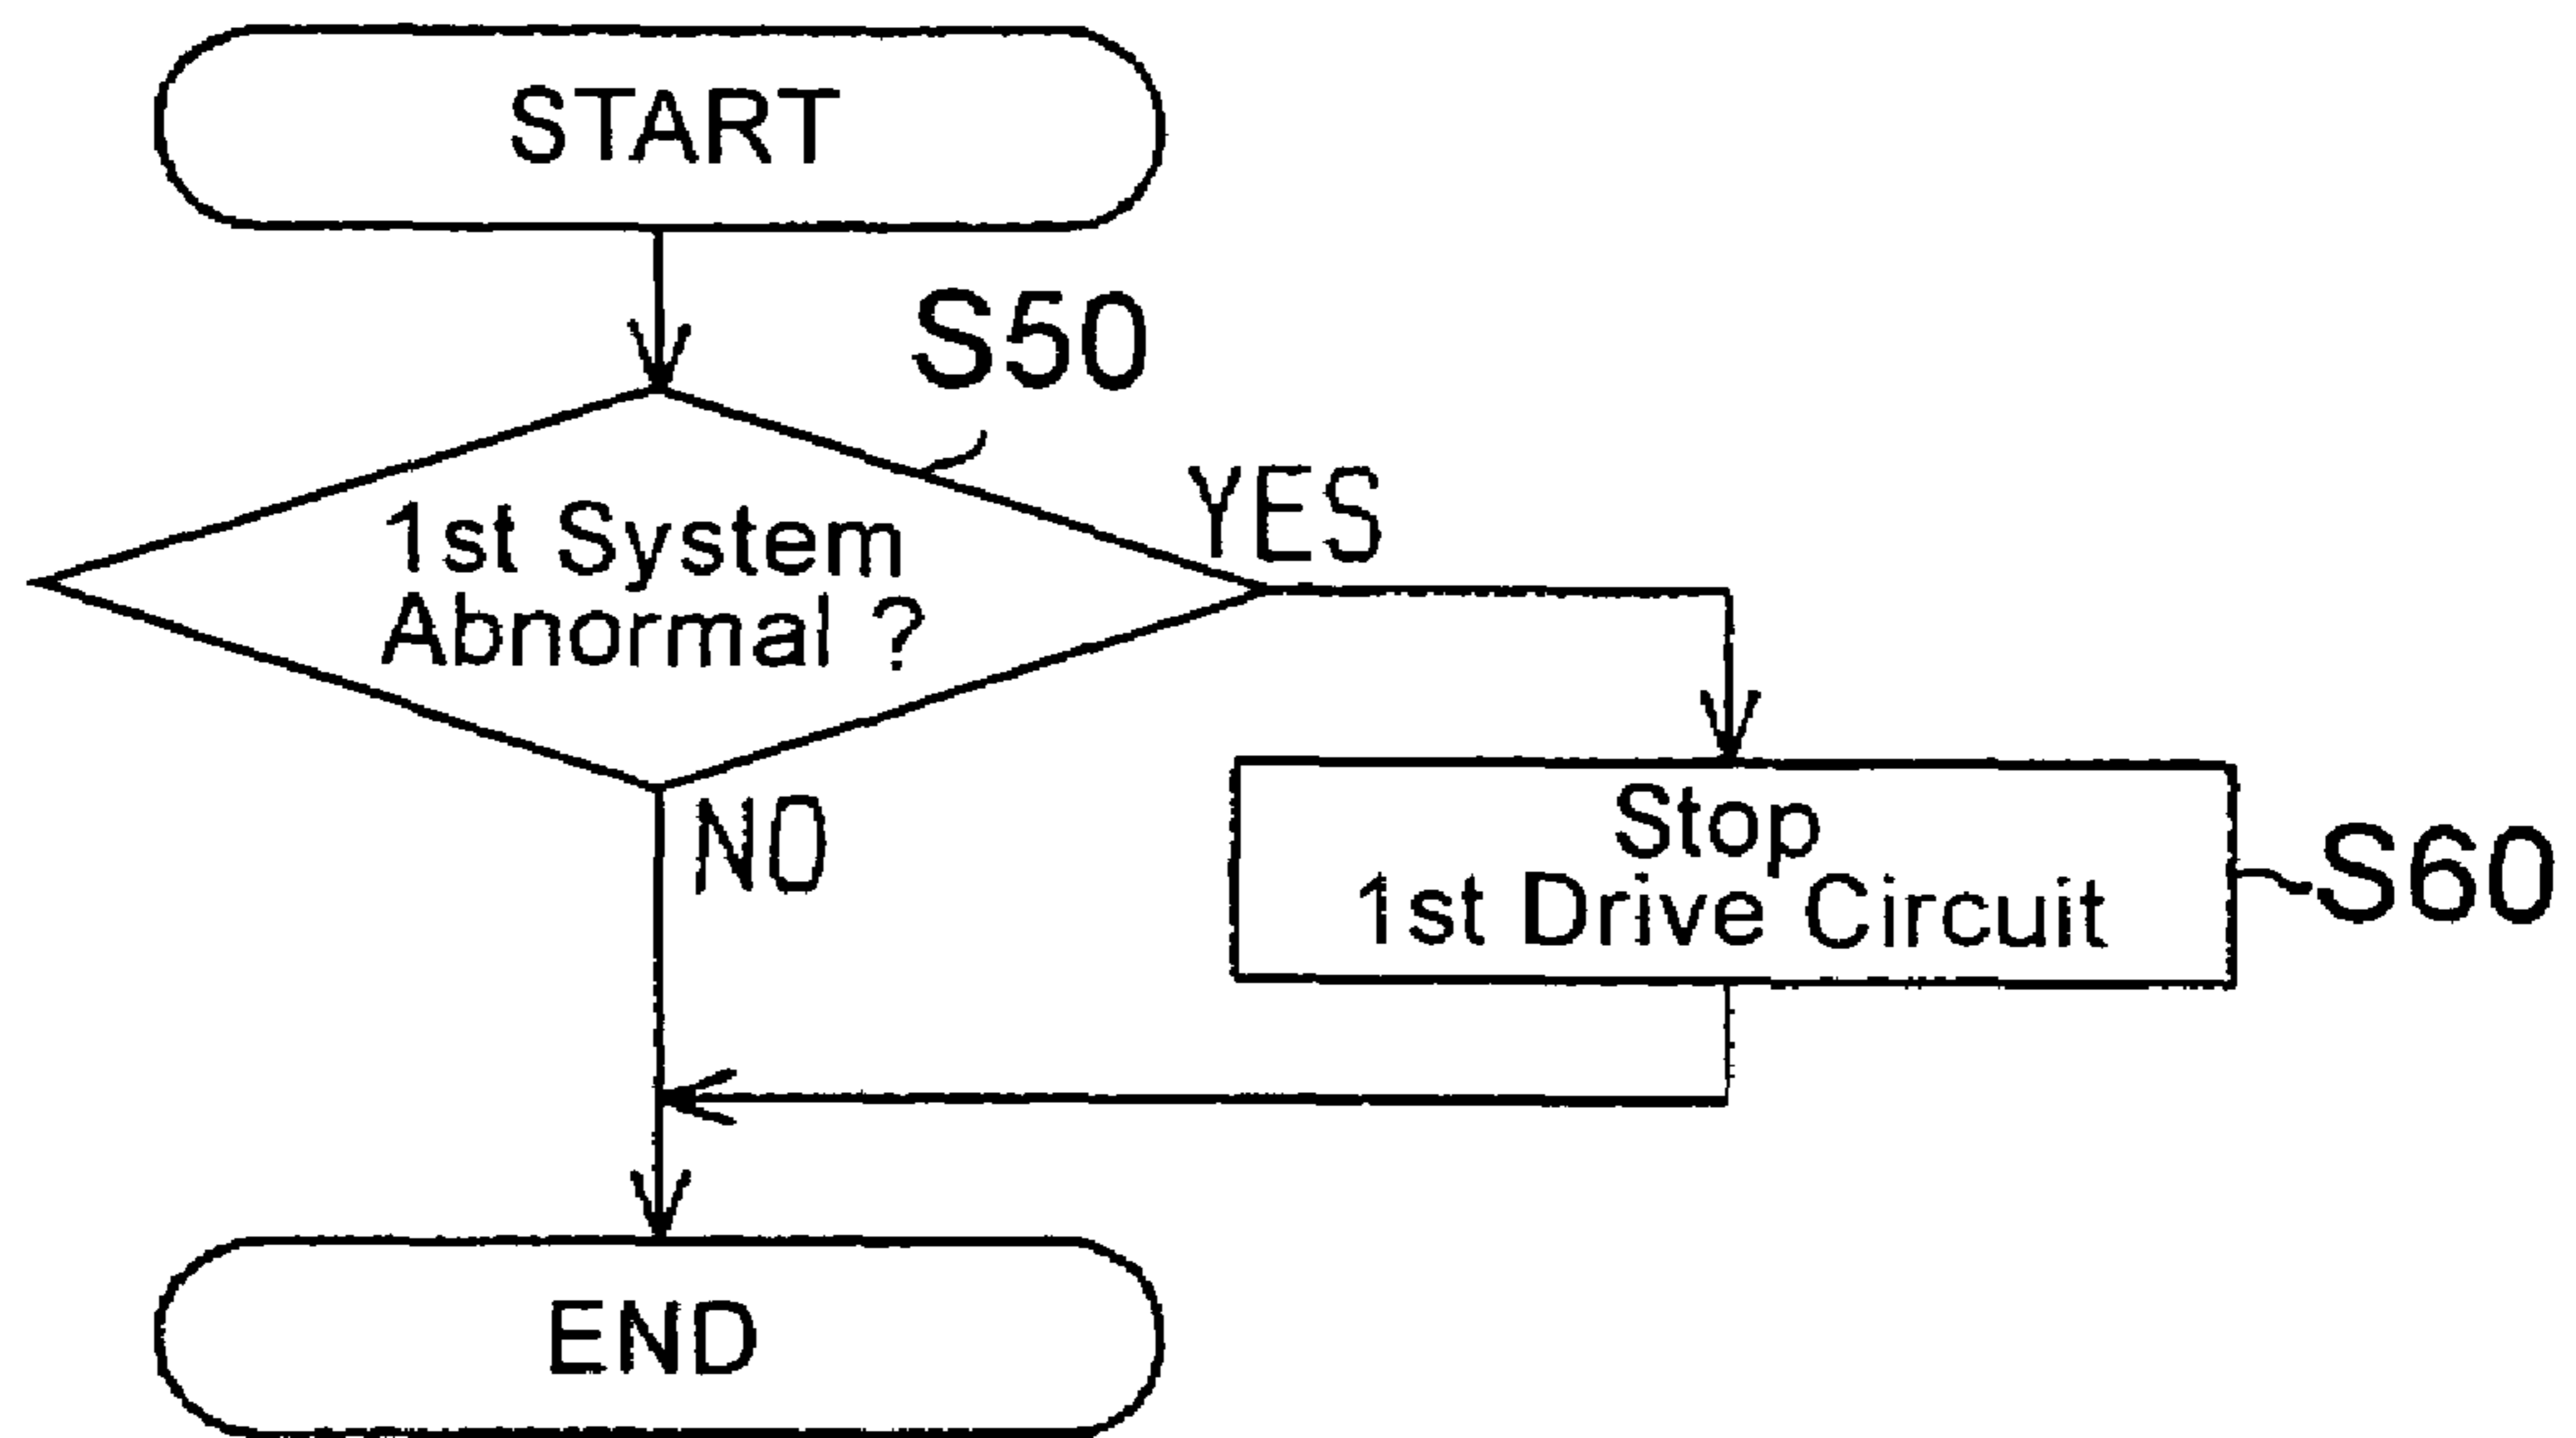 START
S50
1st System
Abnormal ?
YES
NO
Stop
1st Drive Circuit
S60
END